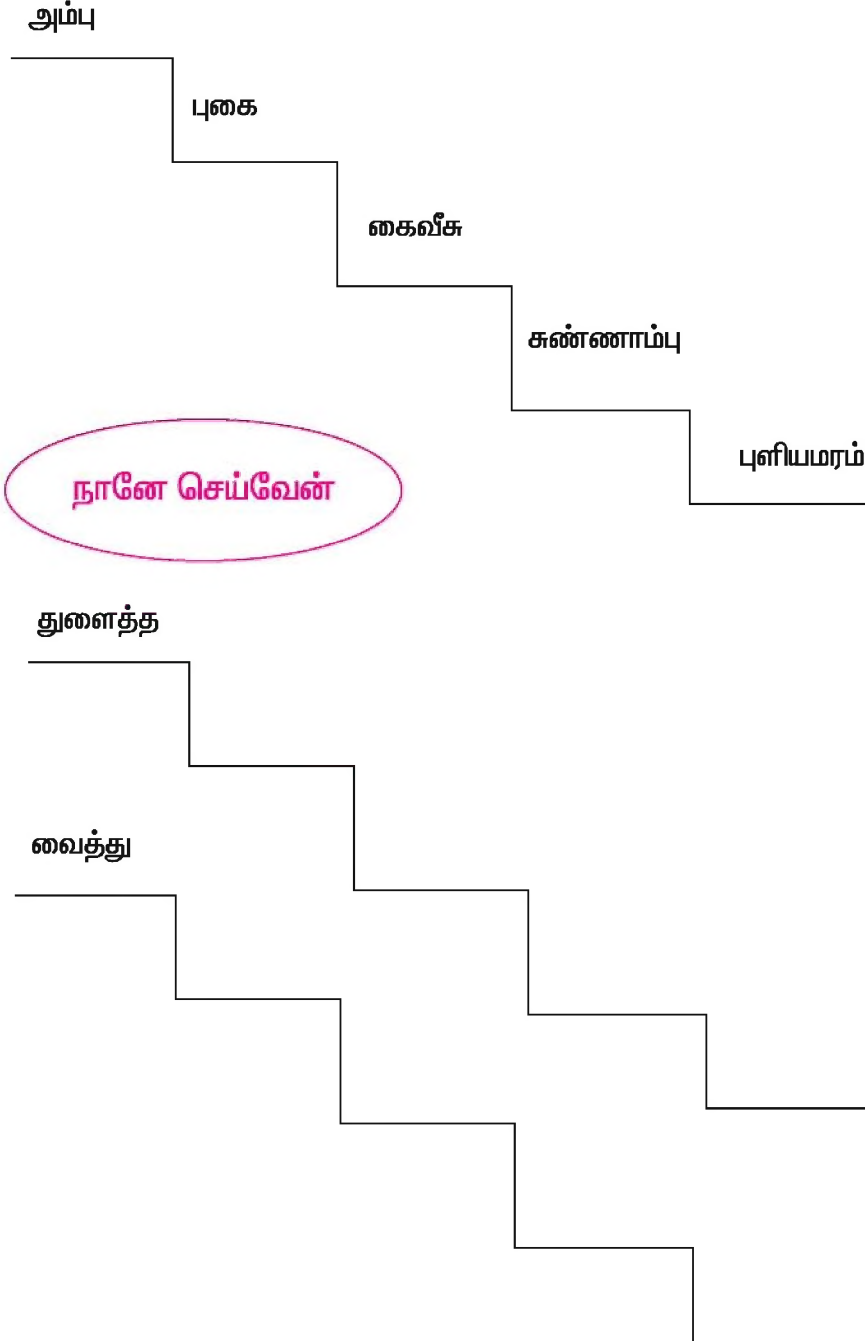 அம்பு
புகை
கைவீசு
சுண்ணாம்பு
புளியமரம்
நானே செய்வேன்
துளைத்த
வைத்து